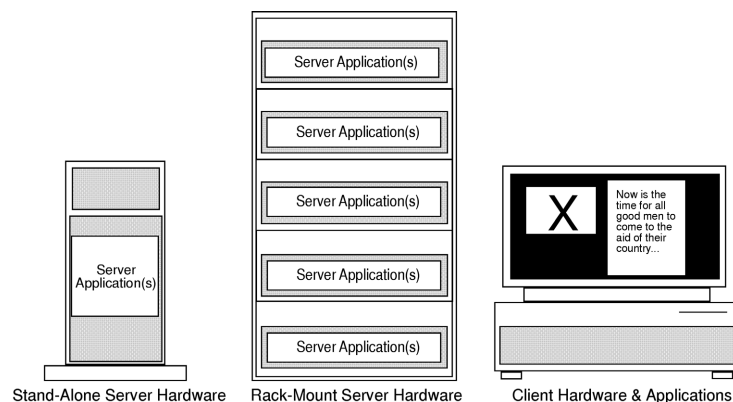 Server Application(s)
Server Application(s)
Server Application(s)
Server Application(s)
Server Application(s)
Server
Application(s)
X
Now is the
time for all
good men to
come to the
aid of their
country...
Stand-Alone Server Hardware
Rack-Mount Server Hardware
Client Hardware & Applications